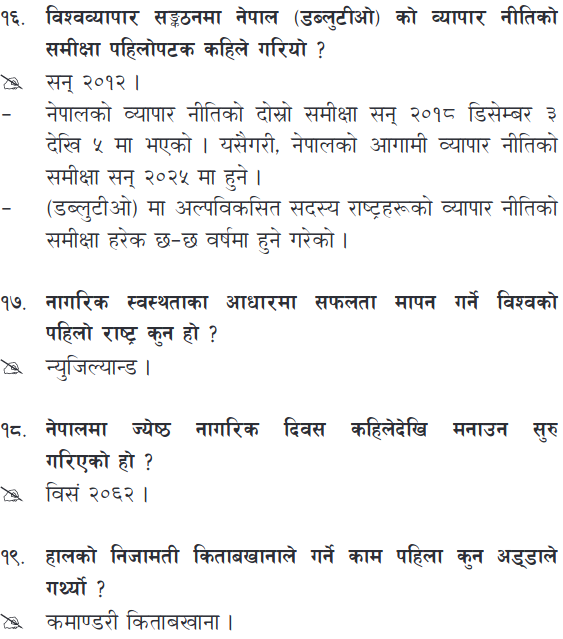 १६. विश्वव्यापार सङ्कठनमा नेपाल (डब्लुटीओ) को व्यापार नीतिको
समीक्षा पहिलोपटक कहिले गरियो ?
सन् २०१२ ।
– नेपालको व्यापार नीतिको दोस्रो समीक्षा सन् २०१८ डिसेम्बर ३
देखि ५ मा भएको । यसैगरी, नेपालको आगामी व्यापार नीतिको
समीक्षा सन् २०२५ मा हुने ।
– (डब्लुटीओ) मा अल्पविकसित सदस्य राष्ट्रहरूको व्यापार नीतिको
समीक्षा हरेक छ-छ वर्षमा हुने गरेको ।
१७. नागरिक स्वस्थताका आधारमा सफलता मापन गर्ने विश्वको
पहिलो राष्ट्र कुन हो ?
न्युजिल्यान्ड ।
१८. नेपालमा ज्येष्ठ नागरिक दिवस कहिलेदेखि मनाउन सुरु
गरिएको हो ?
विसं २०६२ ।
१९. हालको निजामती किताबखानाले गर्ने काम पहिला कुन अड्डाले
गर्थ्यो ?
कमाण्डरी किताबखाना ।